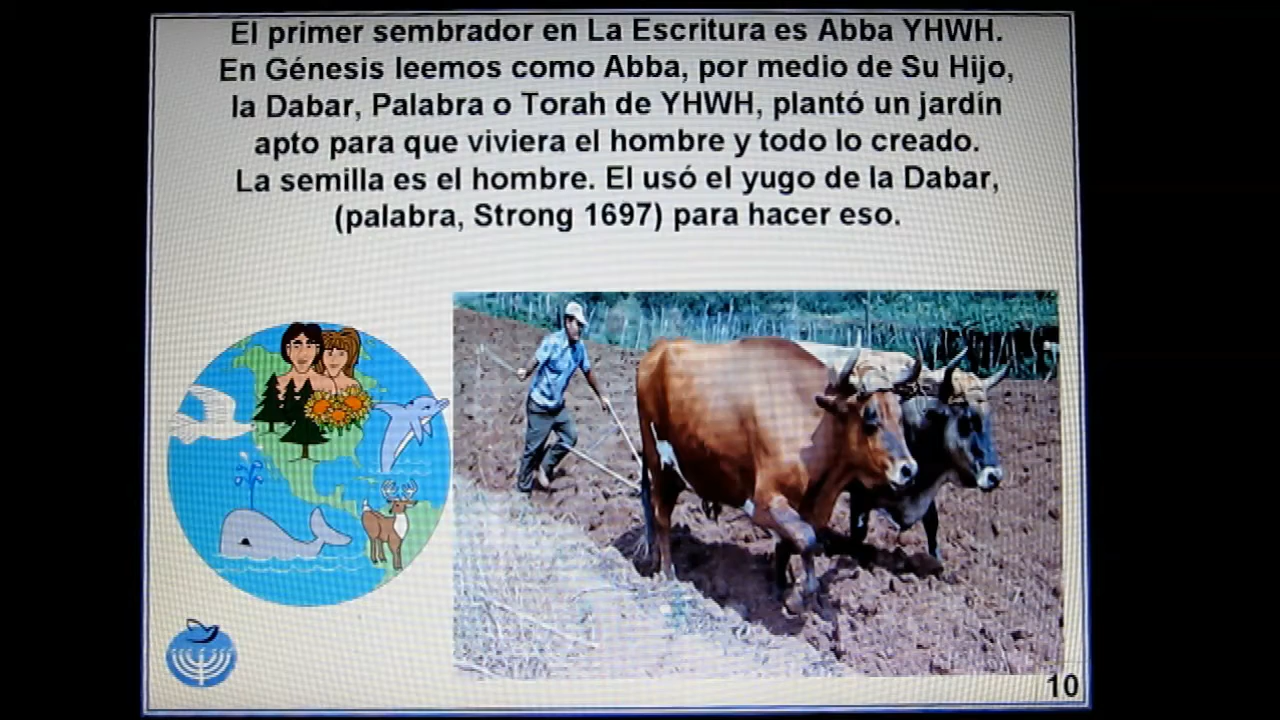 El primer sembrador en La Escritura es Abba YHWH.
En Génesis leemos como Abba, por medio de Su Hijo,
la Dabar, Palabra o Torah de YHWH, plantó un jardín
apto para que viviera el hombre y todo lo creado.
La semilla es el hombre. El usó el yugo de la Dabar,
(palabra, Strong 1697) para hacer eso.
10